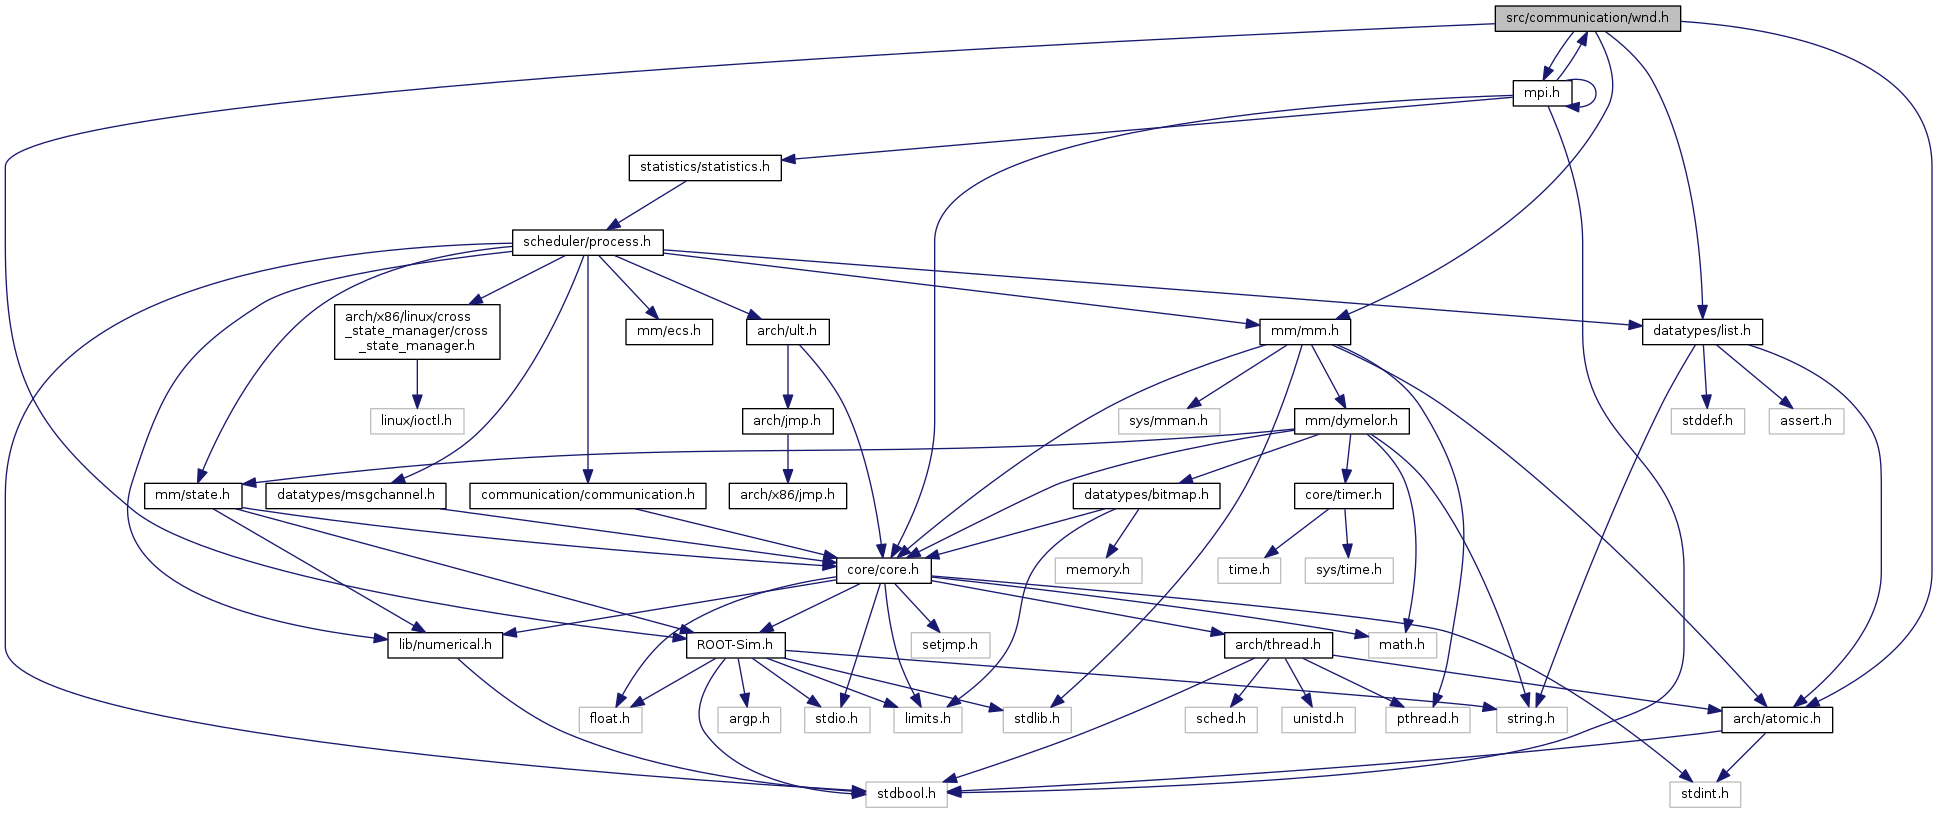 src/communication/wnd.h
mpi.h
statistics/statistics.h
scheduler/process.h
arch/x86/linux/cross
_state_manager/cross
_state_manager.h
mm/ecs.h
arch/ult.h
mm/mm.h
datatypes/list.h
linux/ioctl.h
arch/jmp.h
sys/mman.h
mm/dymelor.h
stddef.h
assert.h
mm/state.h
datatypes/msgchannel.h
communication/communication.h
arch/x86/jmp.h
datatypes/bitmap.h
core/timer.h
core/core.h
memory.h
time.h
sys/time.h
lib/numerical.h
ROOT-Sim.h
setjmp.h
arch/thread.h
math.h
float.h
argp.h
stdio.h
limits.h
stdlib.h
sched.h
unistd.h
pthread.h
string.h
arch/atomic.h
stdbool.h
stdint.h